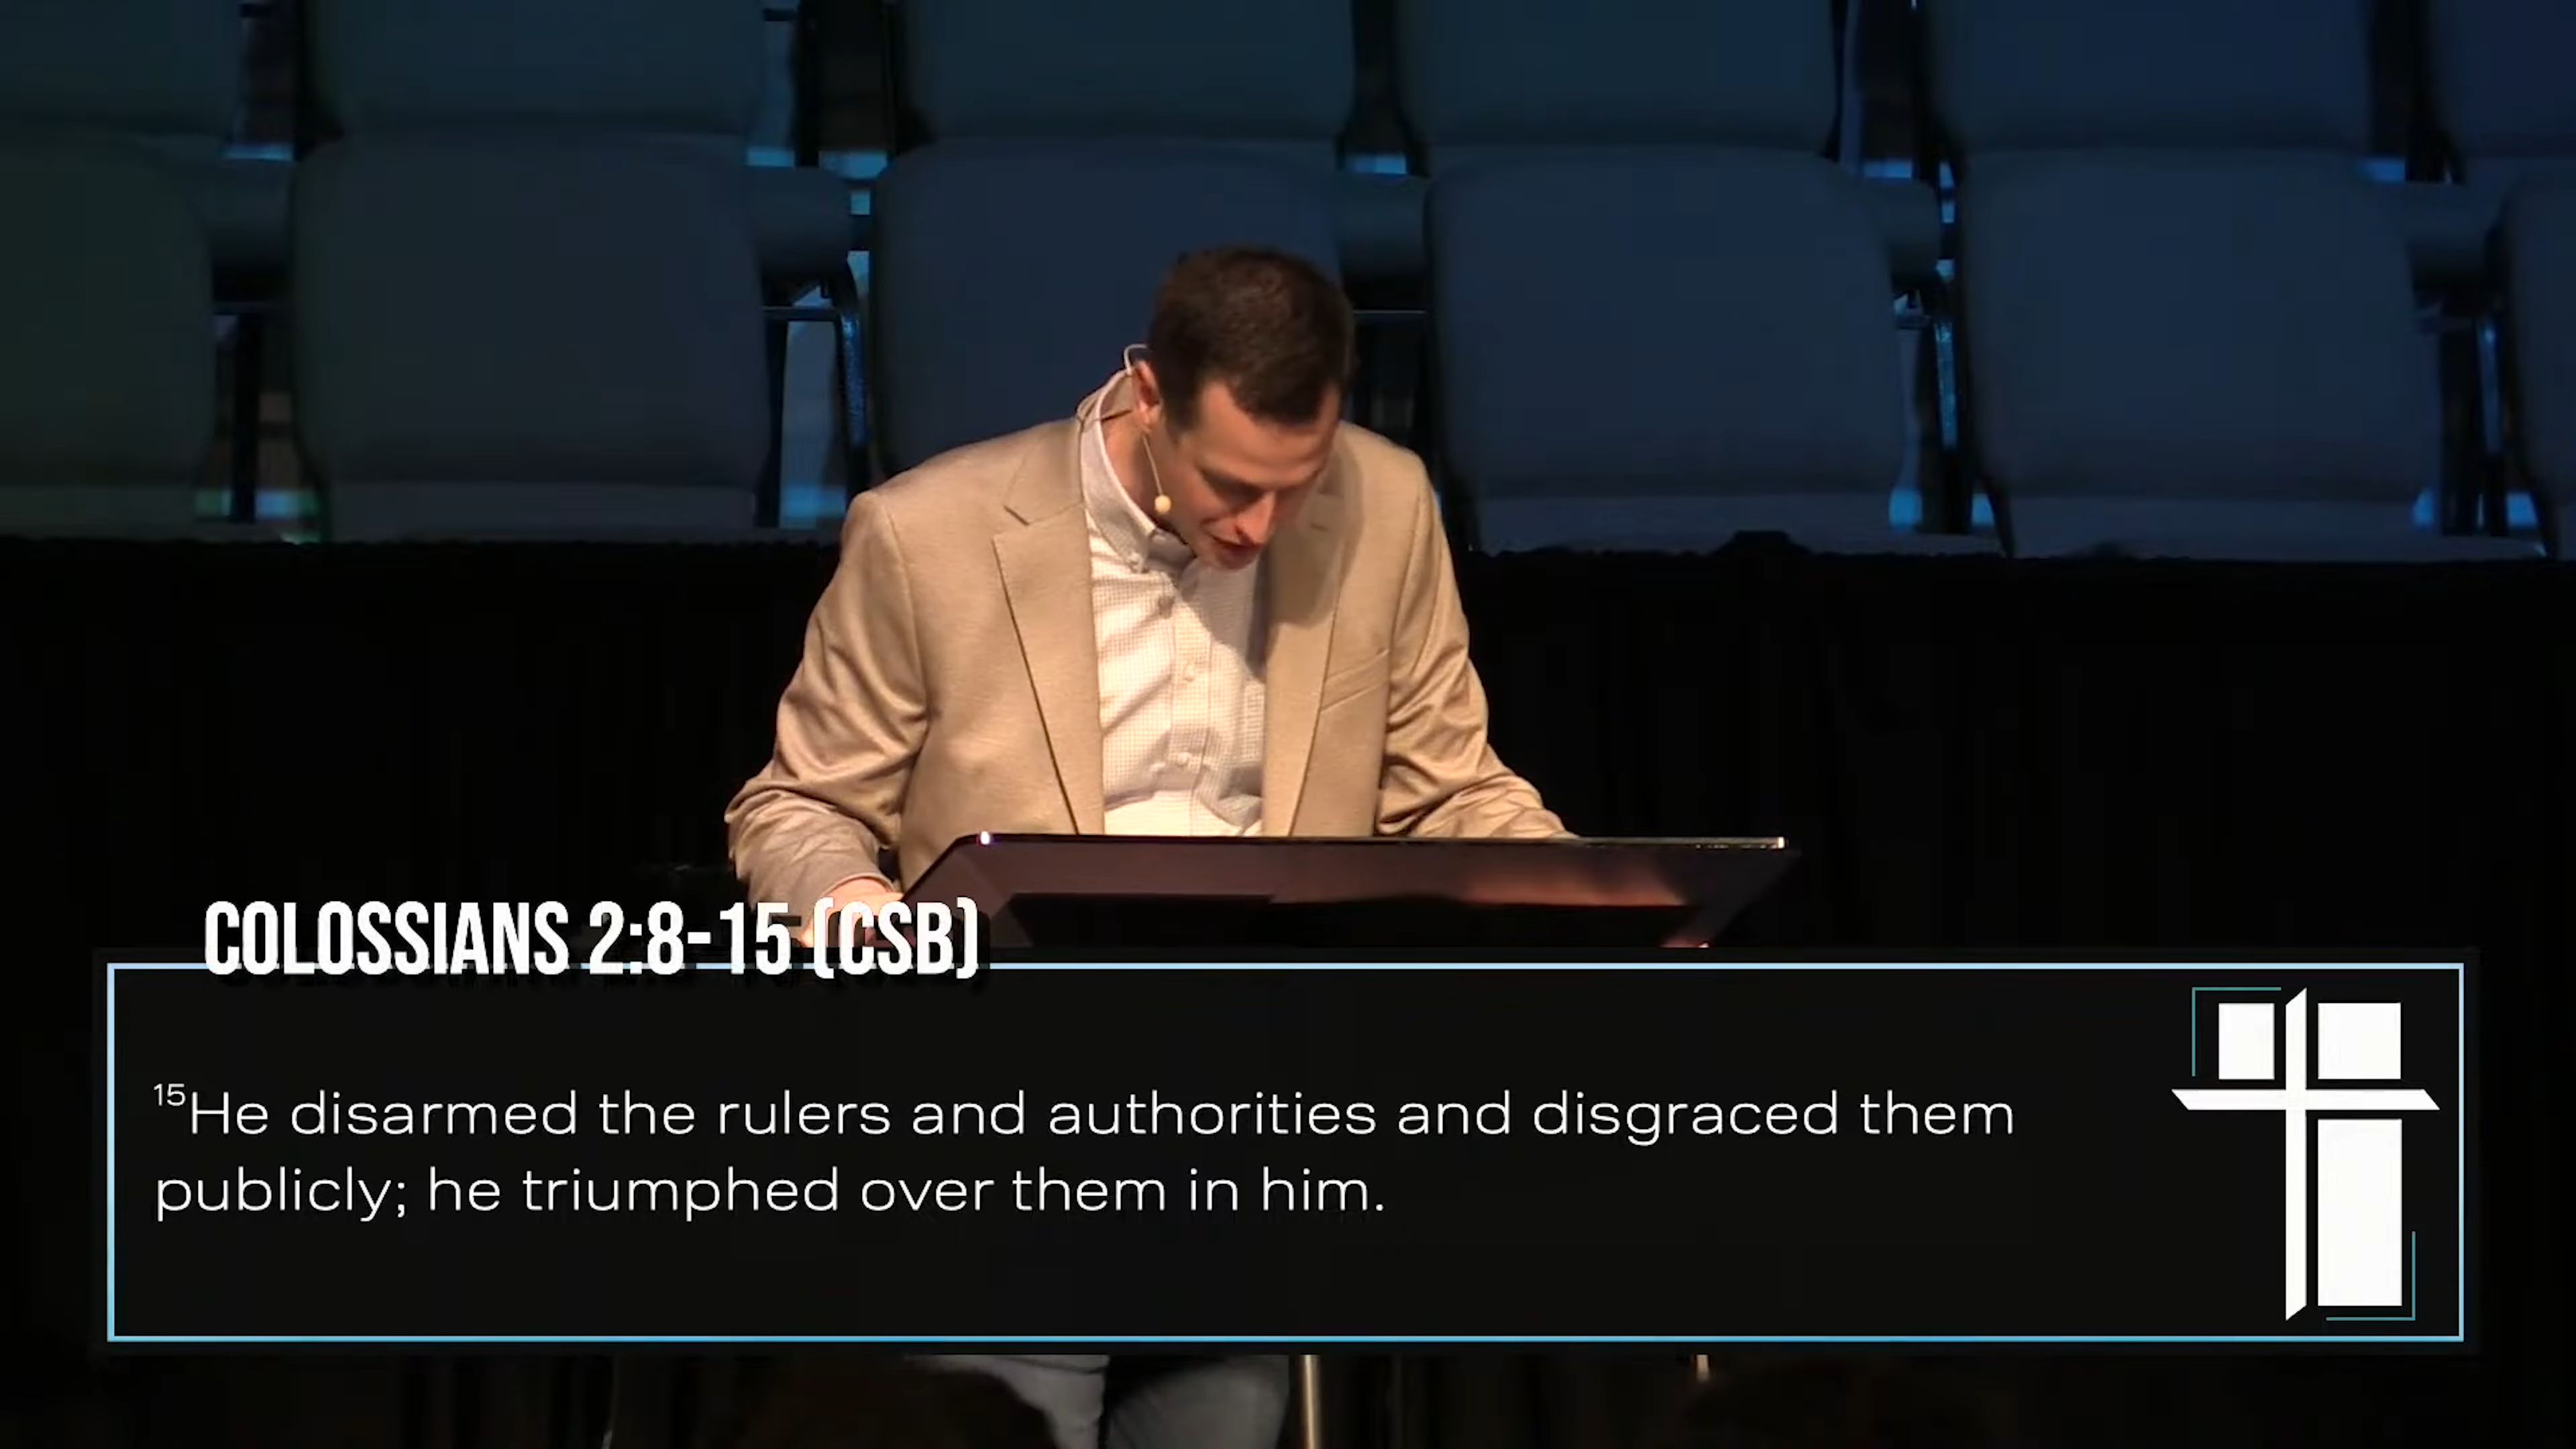 COLOSSIANS 2:8-15 (CSB)
¹⁵He disarmed the rulers and authorities and disgraced them
publicly; he triumphed over them in him.